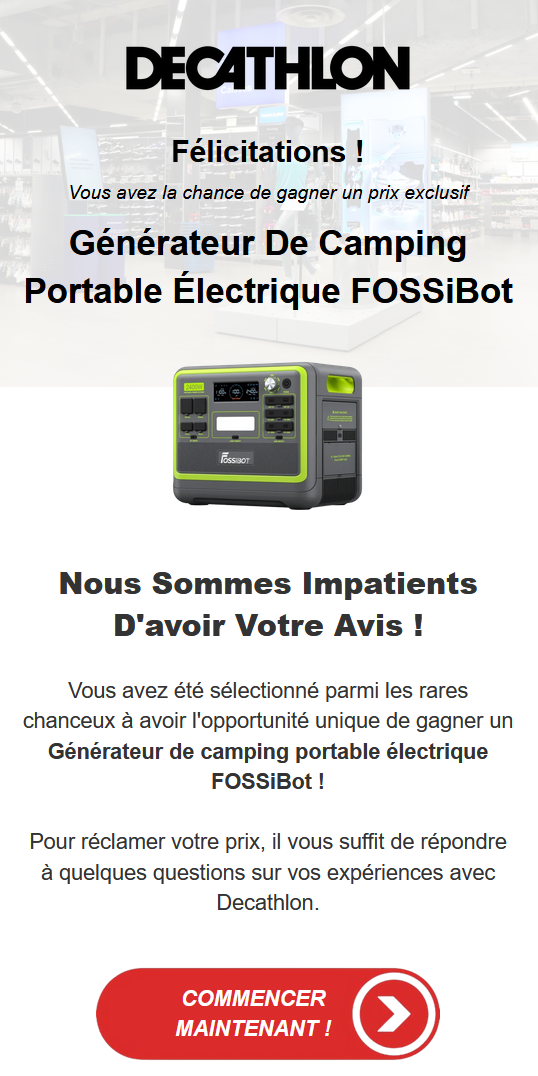 DECATHLON
Félicitations !
Vous avez la chance de gagner un prix exclusif
Générateur De Camping
Portable Électrique FOSSiBot
2400W
FOSSIBOT
Nous Sommes Impatients
D'avoir Votre Avis !
Vous avez été sélectionné parmi les rares
chanceux à avoir l'opportunité unique de gagner un
Générateur de camping portable électrique
FOSSiBot !
Pour réclamer votre prix, il vous suffit de répondre
à quelques questions sur vos expériences avec
Decathlon.
COMMENCER
MAINTENANT !